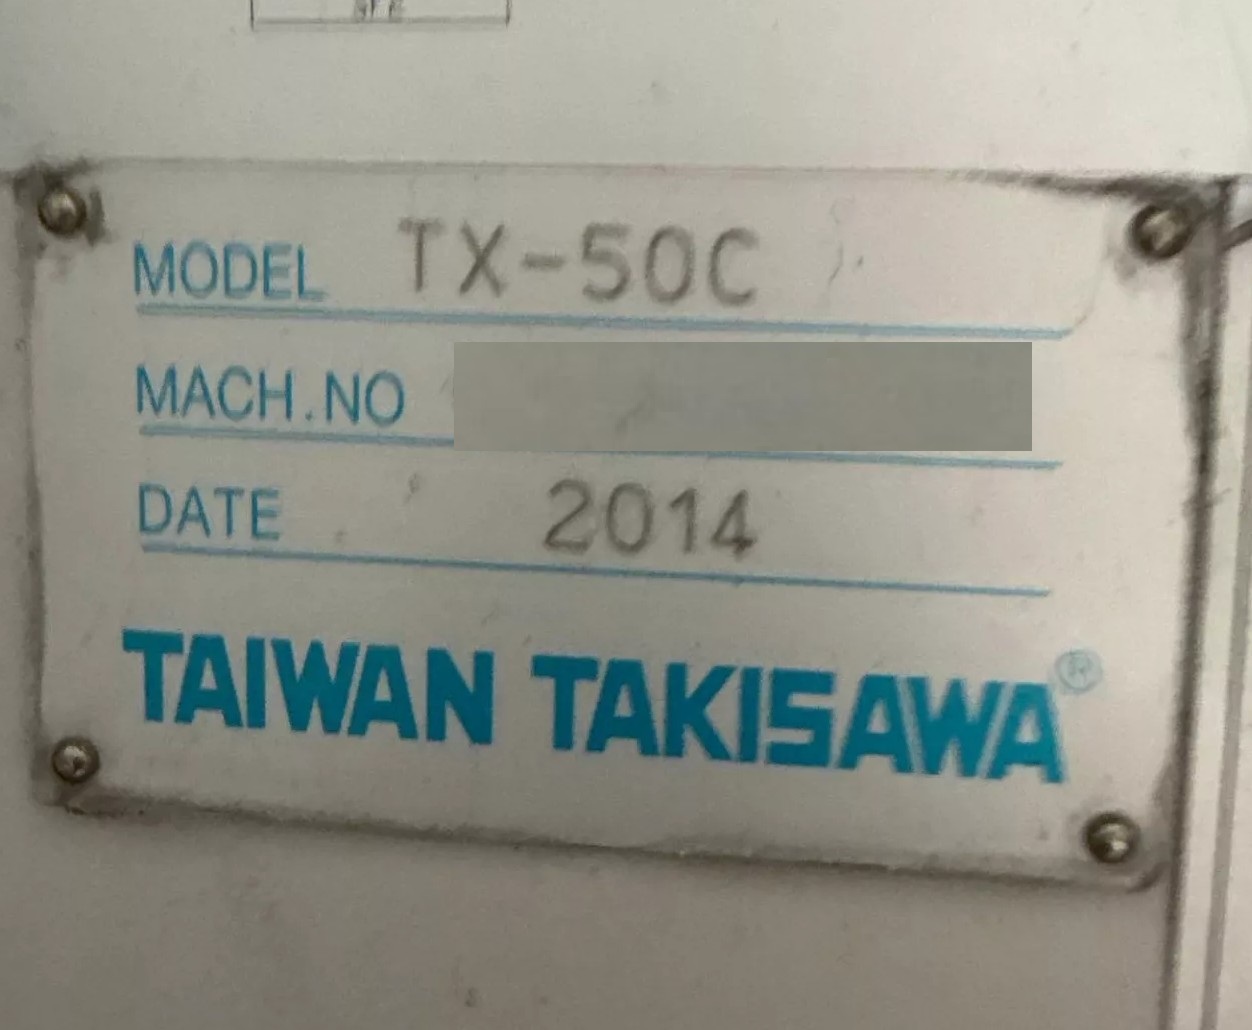 MODEL TX-50C
MACH.NO
DATE 2014
TAIWAN TAKISAWA®